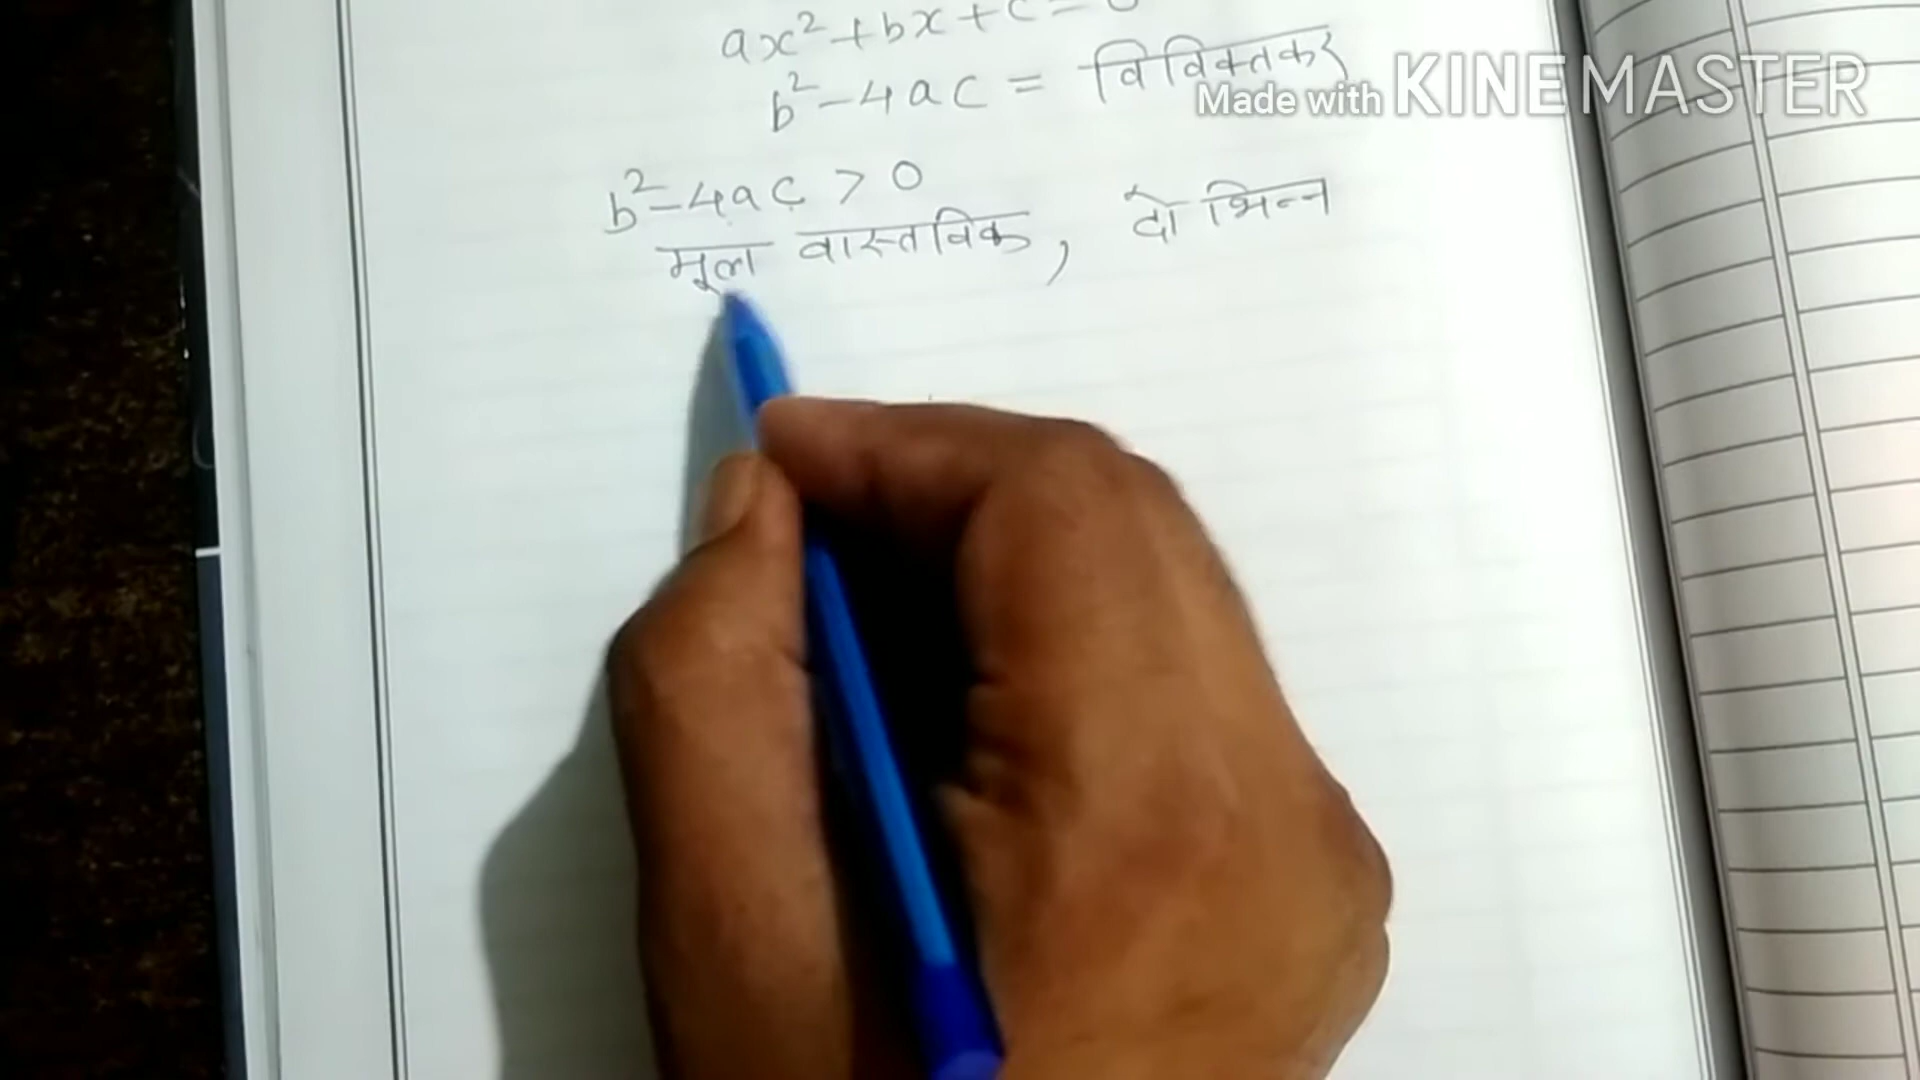 ax²+bx+c=0
b²-4ac = विविक्तकर
Made with KINEMASTER
b²-4ac > 0
मूल वास्तविक, दो भिन्न